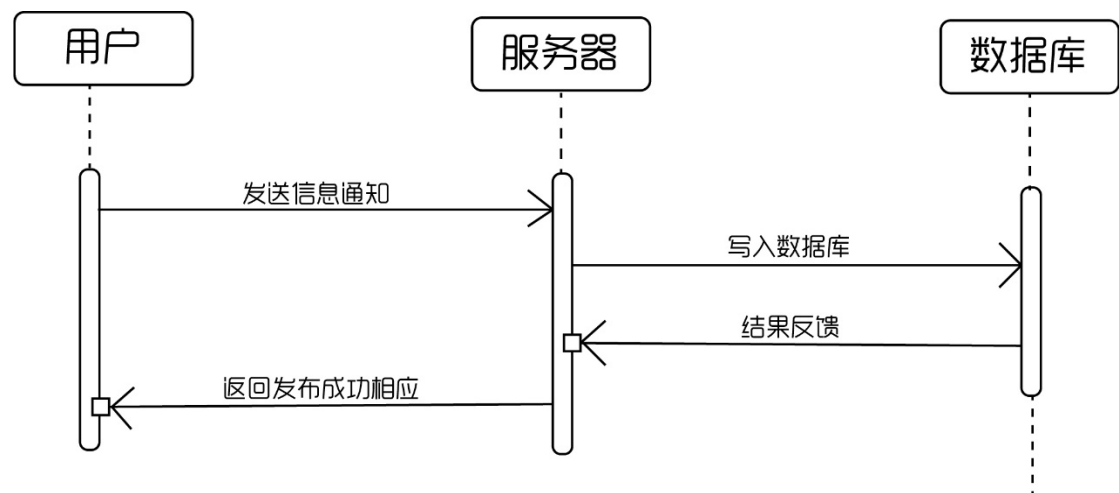 用户
服务器
数据库
发送信息通知
写入数据库
结果反馈
返回发布成功相应